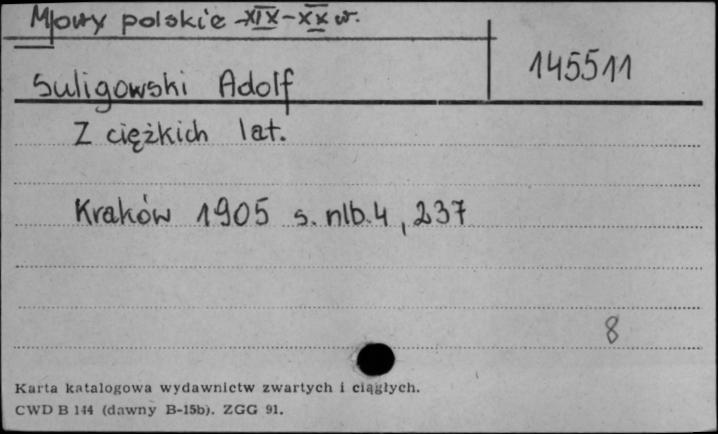 Mowy polskie XIX-XX w.
145511
Suligowski Adolf
Z ciężkich lat.
Kraków 1905 s. nlb. 4, 237
8
Karta katalogowa wydawnictw zwartych i ciągłych.
CWD B 144 (dawny B-15b). ZGG 91.